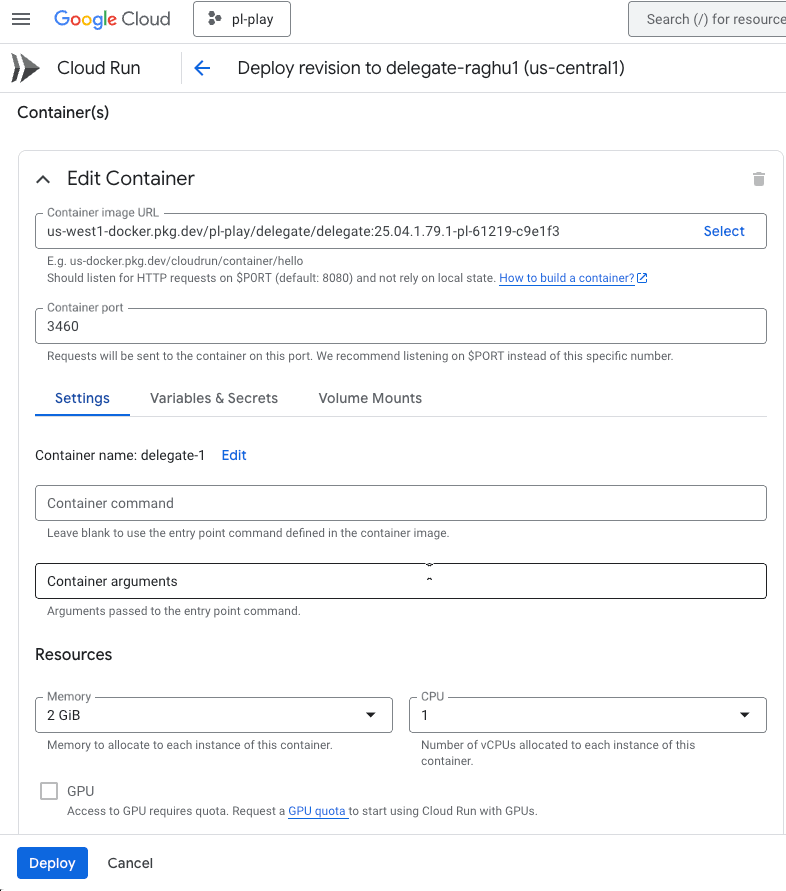 Google Cloud
pl-play
Search (/) for resource
Cloud Run
Deploy revision to delegate-raghu1 (us-central1)
Container(s)
Edit Container
Container image URL
us-west1-docker.pkg.dev/pl-play/delegate/delegate:25.04.1.79.1-pl-61219-c9e1f3
Select
E.g. us-docker.pkg.dev/cloudrun/container/hello
Should listen for HTTP requests on $PORT (default: 8080) and not rely on local state. How to build a container?
Container port
3460
Requests will be sent to the container on this port. We recommend listening on $PORT instead of this specific number.
Settings
Variables & Secrets
Volume Mounts
Container name: delegate-1
Edit
Container command
Leave blank to use the entry point command defined in the container image.
Container arguments
Arguments passed to the entry point command.
Resources
Memory
2 GiB
Memory to allocate to each instance of this container.
CPU
1
Number of vCPUs allocated to each instance of this
container.
GPU
Access to GPU requires quota. Request a GPU quota to start using Cloud Run with GPUs.
Deploy
Cancel